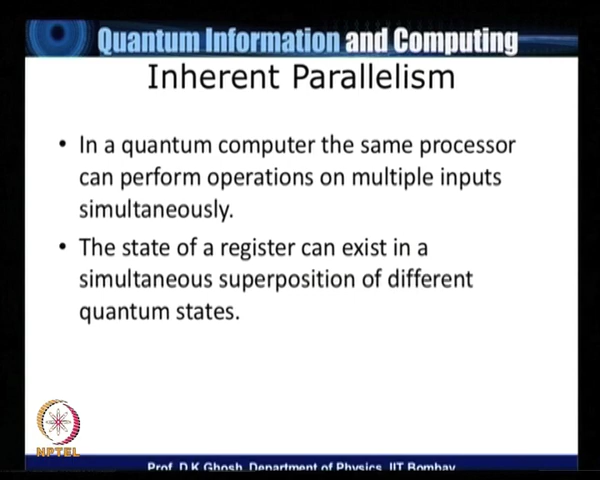 Quantum Information and Computing
Inherent Parallelism
• In a quantum computer the same processor
can perform operations on multiple inputs
simultaneously.
• The state of a register can exist in a
simultaneous superposition of different
quantum states.
NPTEL
Prof. D K Ghosh, Department of Physics, IIT Bombay